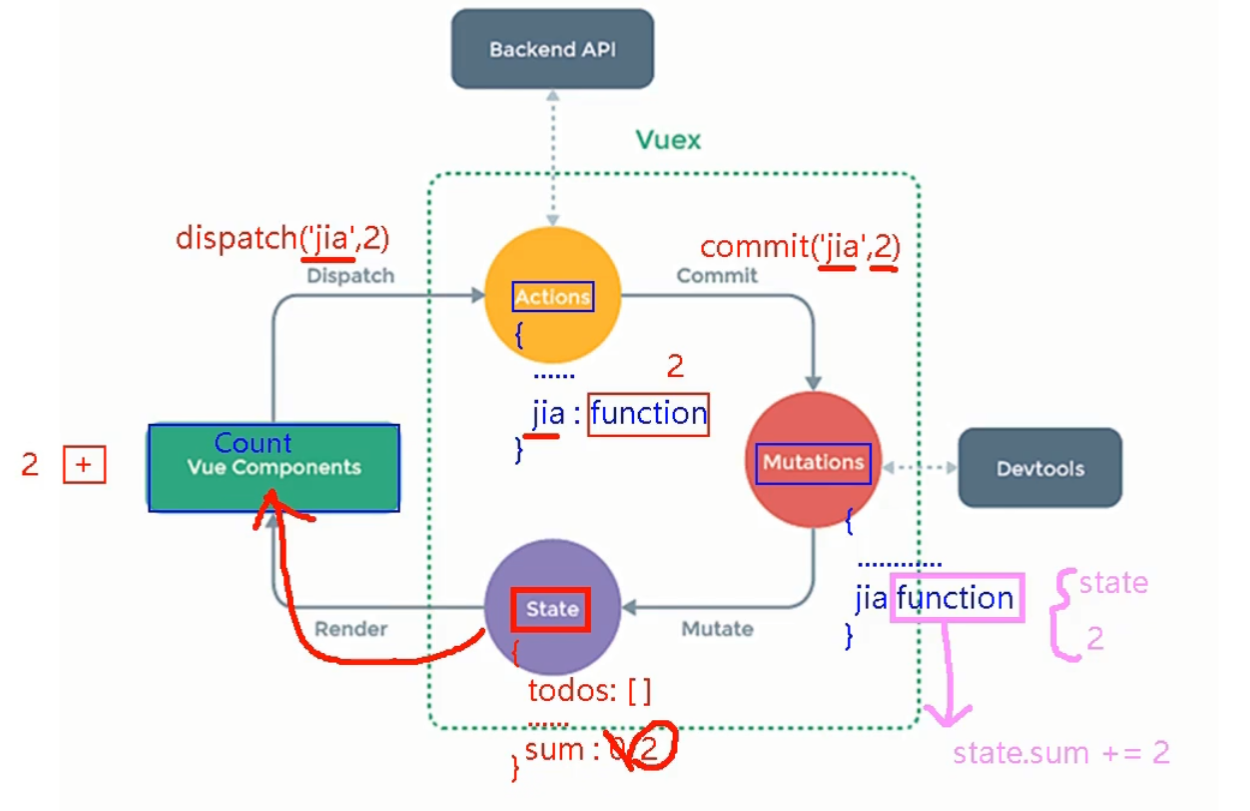 Backend API
Vuex
dispatch('jia',2)
commit('jia',2)
Dispatch
Commit
Actions
{
......
2
jia : function
}
Count
Vue Components
2 +
Mutations
Devtools
{
............
jia function
}
state
2
State
Render
Mutate
{
todos: [ ]
......
sum : 0 2
}
state.sum += 2